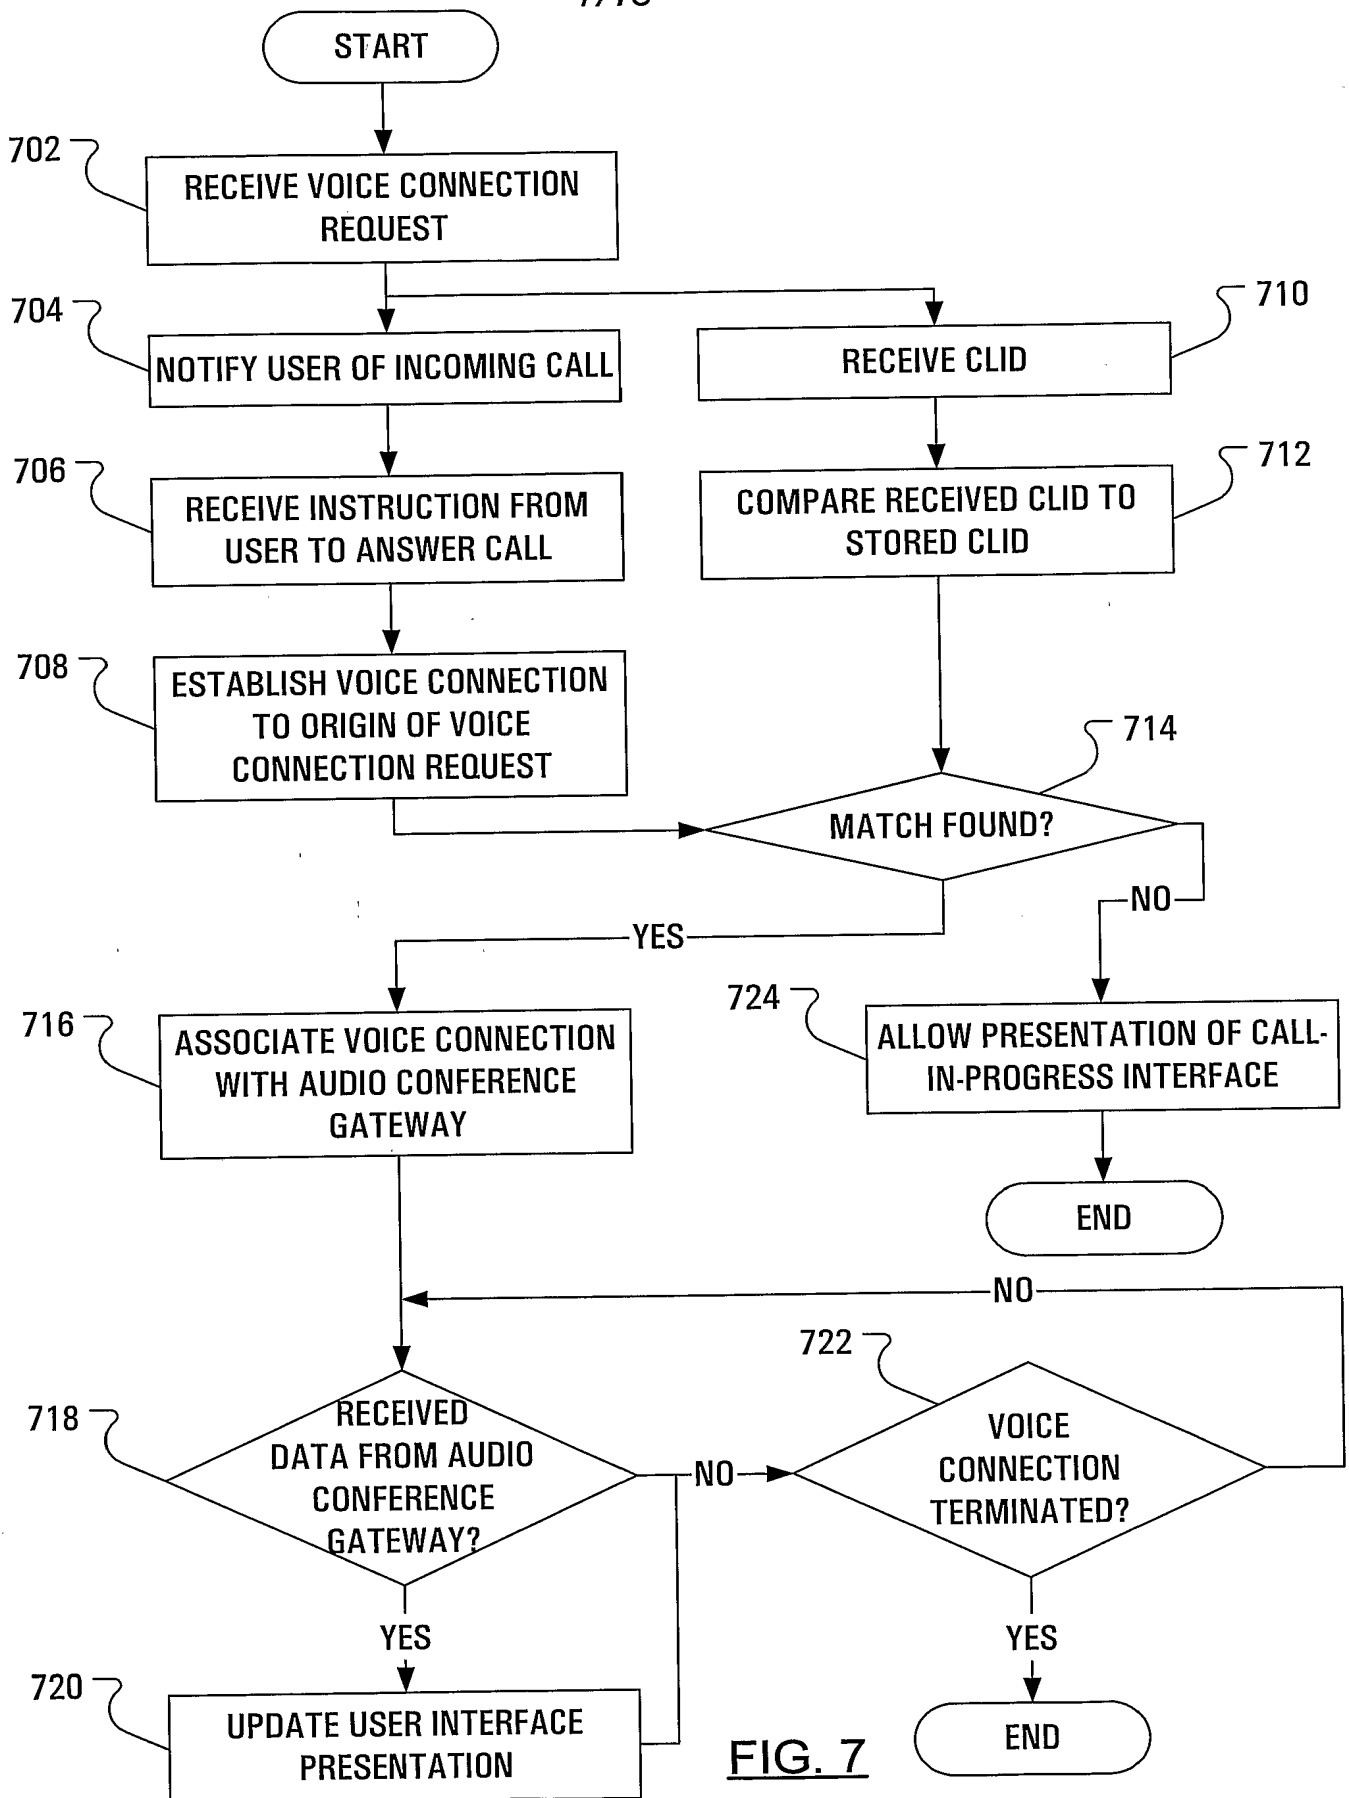 START
702
RECEIVE VOICE CONNECTION
REQUEST
704
NOTIFY USER OF INCOMING CALL
710
RECEIVE CLID
706
RECEIVE INSTRUCTION FROM
USER TO ANSWER CALL
712
COMPARE RECEIVED CLID TO
STORED CLID
708
ESTABLISH VOICE CONNECTION
TO ORIGIN OF VOICE
CONNECTION REQUEST
714
MATCH FOUND?
NO
YES
716
ASSOCIATE VOICE CONNECTION
WITH AUDIO CONFERENCE
GATEWAY
724
ALLOW PRESENTATION OF CALL-
IN-PROGRESS INTERFACE
END
NO
718
RECEIVED
DATA FROM AUDIO
CONFERENCE
GATEWAY?
NO
722
VOICE
CONNECTION
TERMINATED?
YES
YES
720
UPDATE USER INTERFACE
PRESENTATION
END
FIG. 7